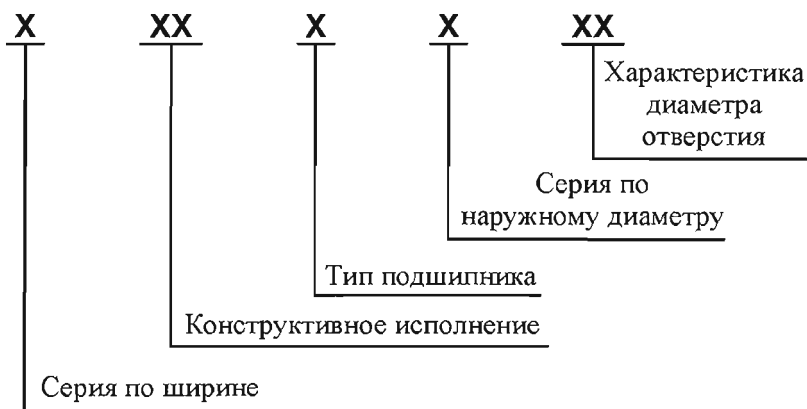 X XX X X XX
Характеристика
диаметра
отверстия
Серия по
наружному диаметру
Тип подшипника
Конструктивное исполнение
Серия по ширине